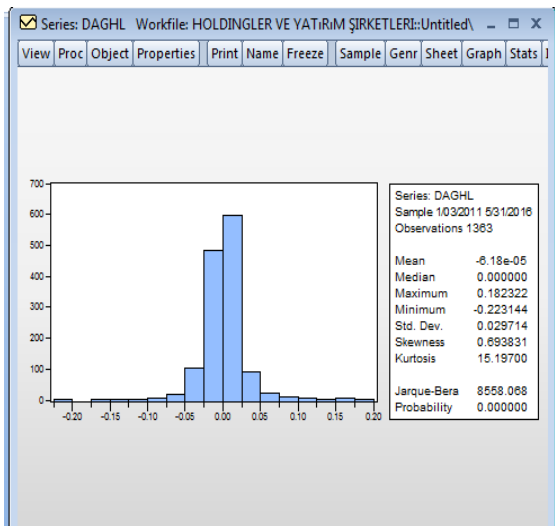 Series: DAGHL Workfile: HOLDINGLER VE YATıRıM ŞIRKETLERI::Untitled\
View Proc Object Properties Print Name Freeze Sample Genr Sheet Graph Stats
700
600
500
400
300
200
100
0
-0.20 -0.15 -0.10 -0.05 0.00 0.05 0.10 0.15 0.20
Series: DAGHL
Sample 1/03/2011 5/31/2016
Observations 1363
Mean -6.18e-05
Median 0.000000
Maximum 0.182322
Minimum -0.223144
Std. Dev. 0.029714
Skewness 0.693831
Kurtosis 15.19700
Jarque-Bera 8558.068
Probability 0.000000